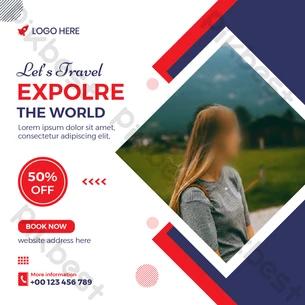 LOGO HERE
Let's Travel
EXPOLRE
THE WORLD
Lorem ipsum dolor sit amet,
consectetur adipiscing elit.
50%
OFF
BOOK NOW
website address here
More information
+00 123 456 789
pixbest